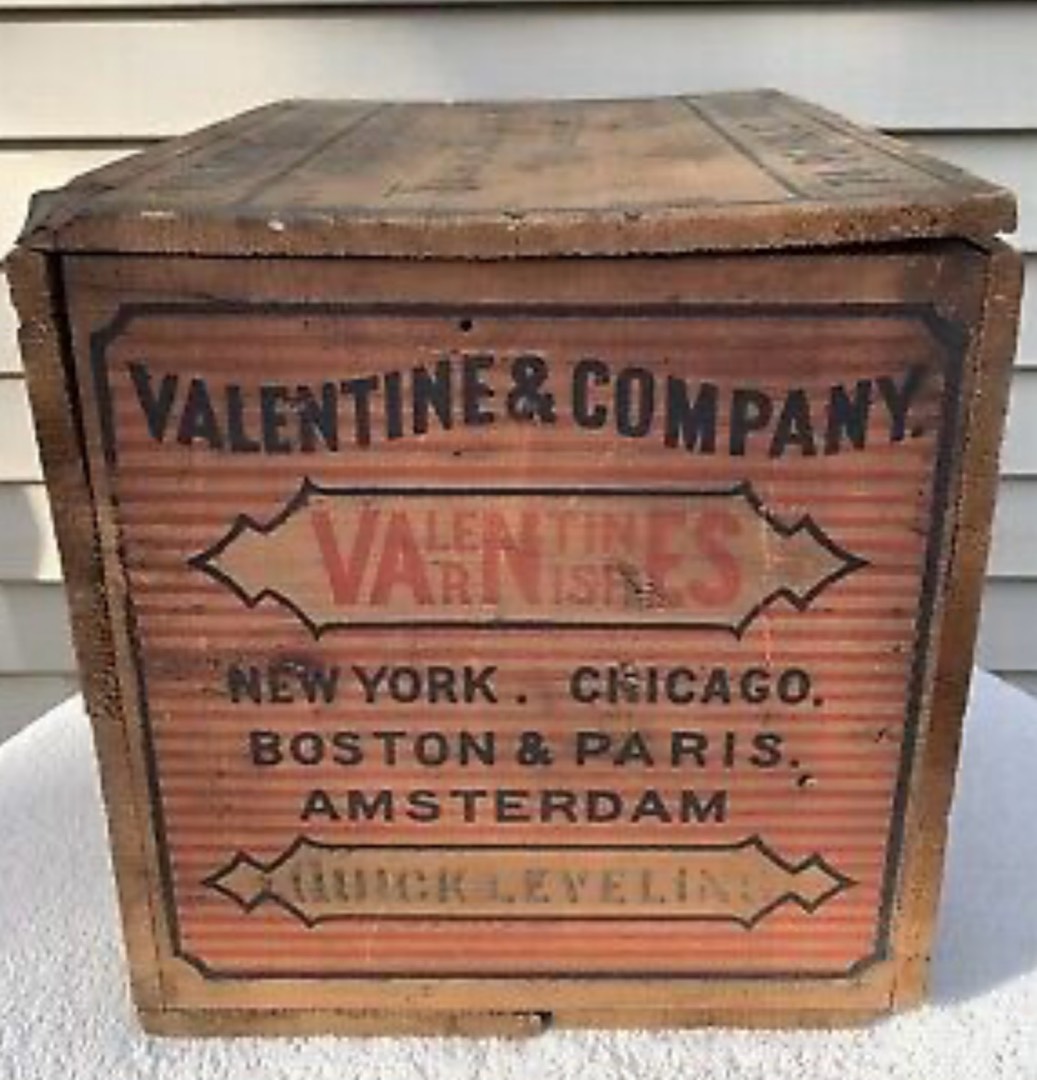 VALENTINE & COMPANY.
VALENTINES
VARNISHES
NEW YORK. CHICAGO.
BOSTON & PARIS.
AMSTERDAM
QUICK LEVELING